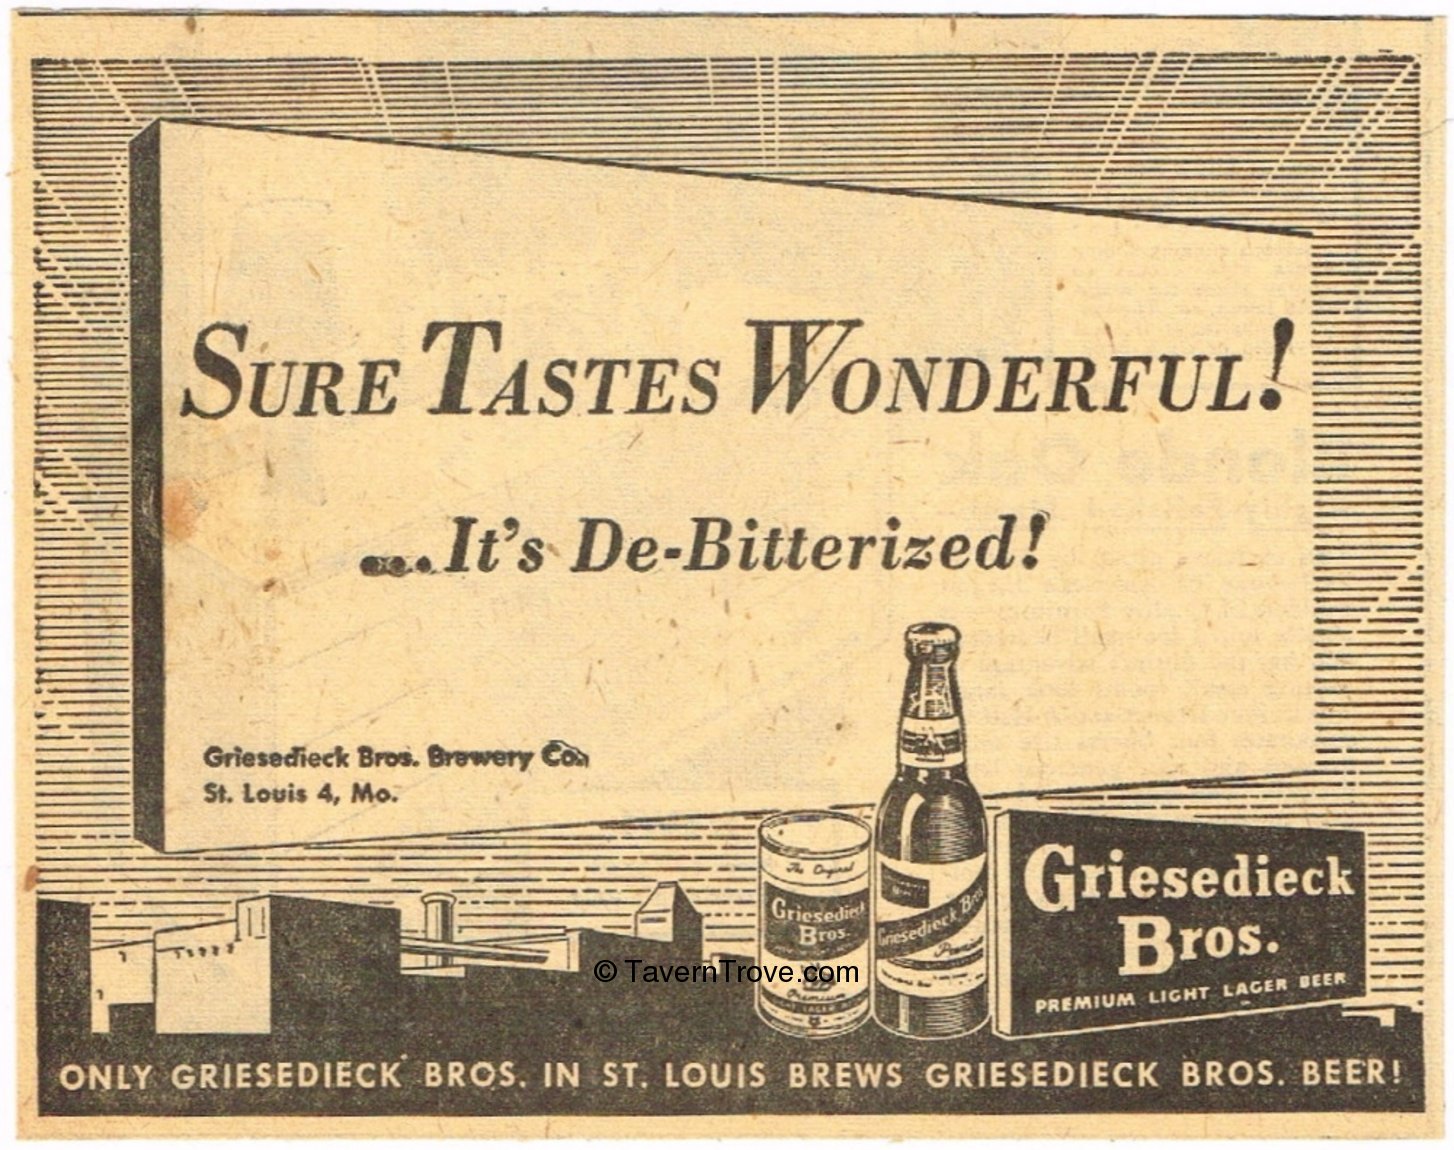 SURE TASTES WONDERFUL!
...It's De-Bitterized!
Griesedieck Bros. Brewery Co.
St. Louis 4, Mo.
The Original
Griesedieck
Bros.
Premium
Griesedieck Bros
Premium
Griesedieck
Bros.
PREMIUM LIGHT LAGER BEER
© TavernTrove.com
ONLY GRIESEDIECK BROS. IN ST. LOUIS BREWS GRIESEDIECK BROS. BEER!